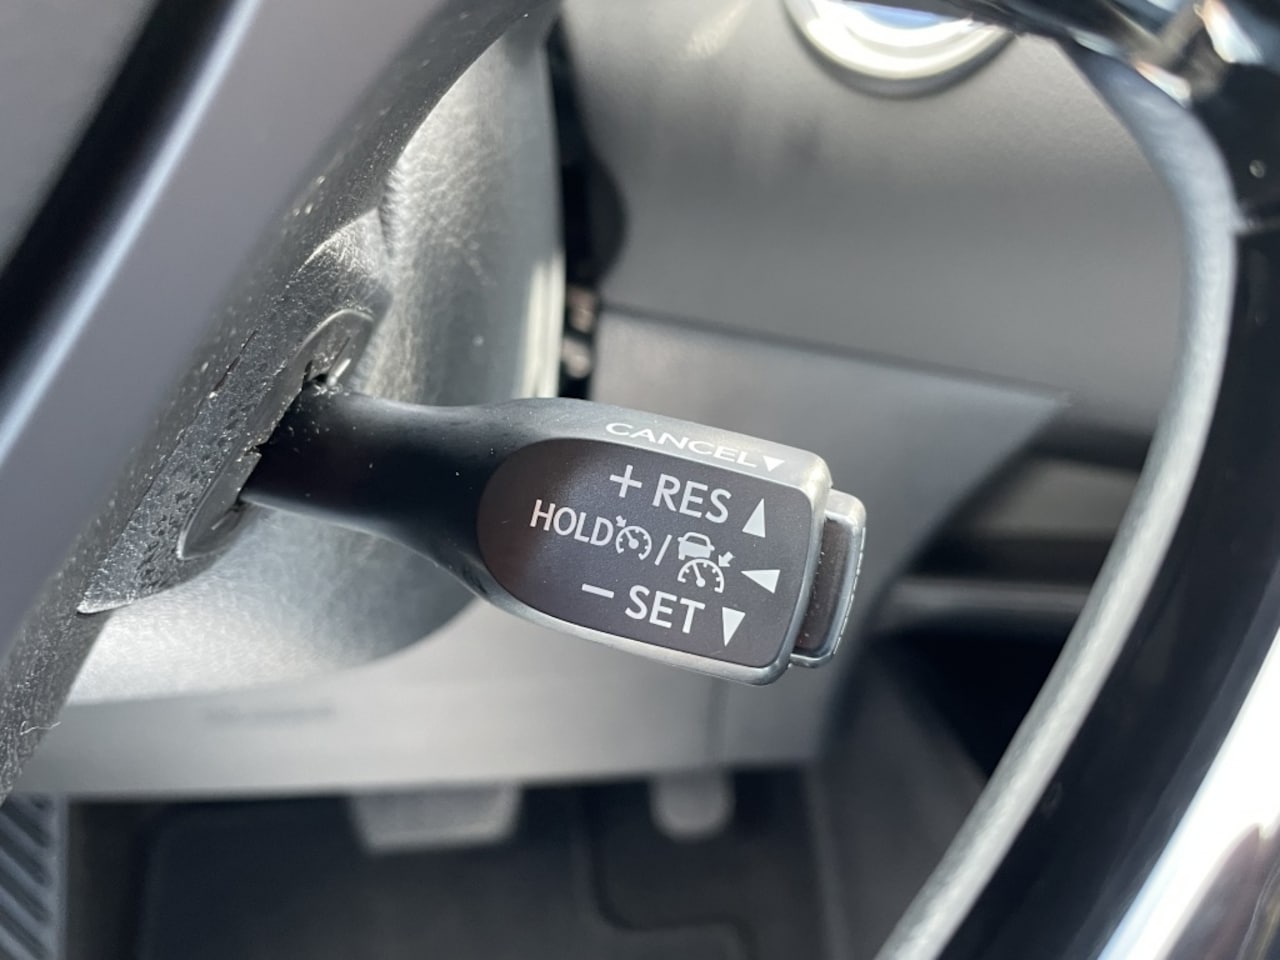 CANCEL▼
+ RES ▲
HOLD / ◀
− SET ▼